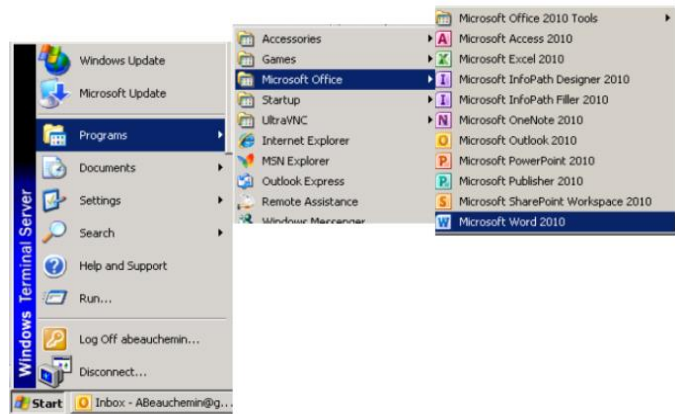 Windows Update
Microsoft Update
Programs
Documents
Settings
Search
Help and Support
Run...
Log Off abeauchemin...
Disconnect...
Windows Terminal Server
Start
Inbox - ABeauchemin@g...
Accessories
Games
Microsoft Office
Startup
UltraVNC
Internet Explorer
MSN Explorer
Outlook Express
Remote Assistance
Windows Messenger
Microsoft Office 2010 Tools
Microsoft Access 2010
Microsoft Excel 2010
Microsoft InfoPath Designer 2010
Microsoft InfoPath Filler 2010
Microsoft OneNote 2010
Microsoft Outlook 2010
Microsoft PowerPoint 2010
Microsoft Publisher 2010
Microsoft SharePoint Workspace 2010
Microsoft Word 2010